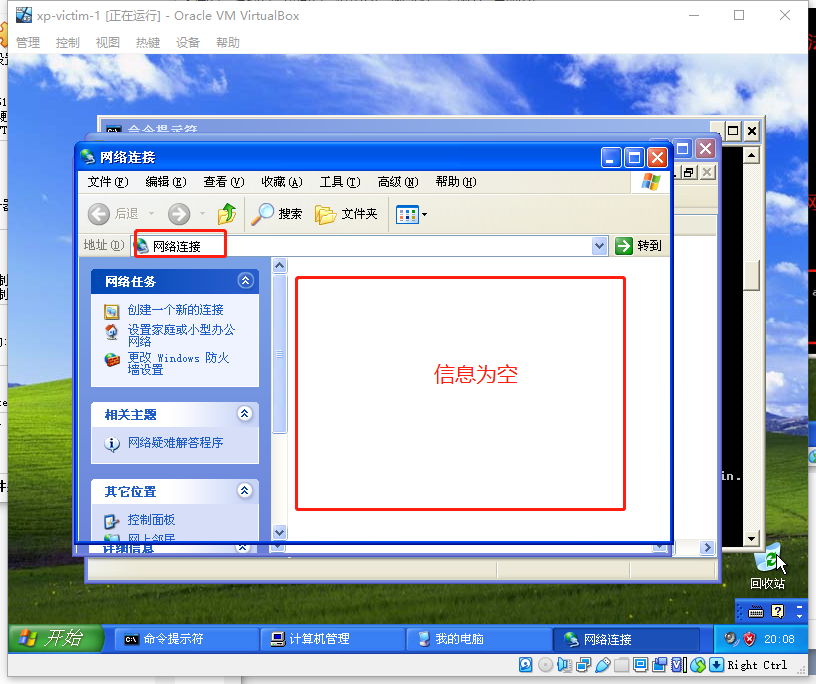 xp-victim-1 [正在运行] - Oracle VM VirtualBox
管理 控制 视图 热键 设备 帮助
命令提示符
网络连接
文件(F) 编辑(E) 查看(V) 收藏(A) 工具(T) 高级(N) 帮助(H)
后退 搜索 文件夹
地址(D) 网络连接 转到
网络任务
创建一个新的连接
设置家庭或小型办公
网络
更改 Windows 防火
墙设置
信息为空
相关主题
网络疑难解答程序
其它位置
控制面板
网上邻居
详细信息
in.
回收站
开始 命令提示符 计算机管理 我的电脑 网络连接 20:08
Right Ctrl